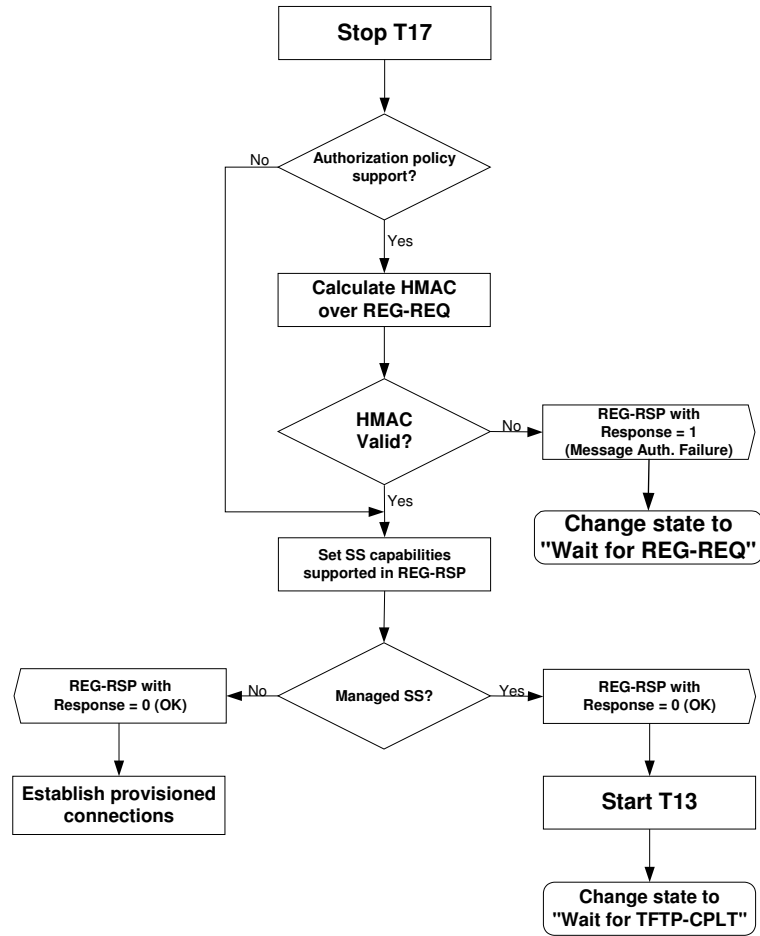 Stop T17
No
Authorization policy
support?
Yes
Calculate HMAC
over REG-REQ
HMAC
Valid?
No
REG-RSP with
Response = 1
(Message Auth. Failure)
Yes
Change state to
"Wait for REG-REQ"
Set SS capabilities
supported in REG-RSP
REG-RSP with
Response = 0 (OK)
No
Managed SS?
Yes
REG-RSP with
Response = 0 (OK)
Establish provisioned
connections
Start T13
Change state to
"Wait for TFTP-CPLT"